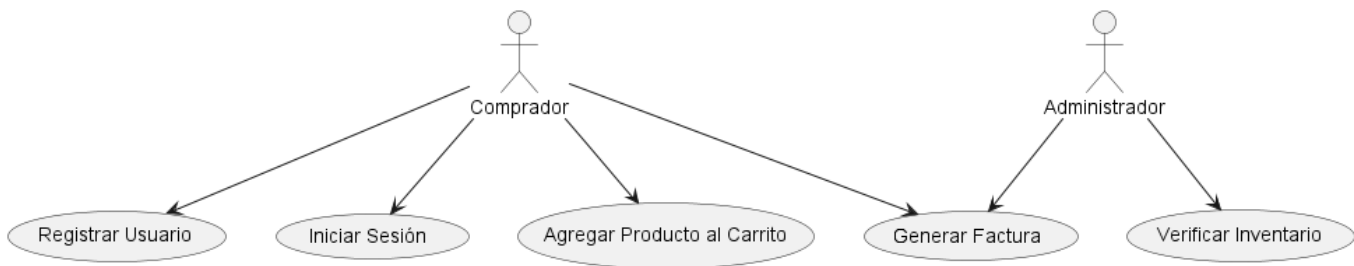 Comprador
Administrador
Registrar Usuario
Iniciar Sesión
Agregar Producto al Carrito
Generar Factura
Verificar Inventario